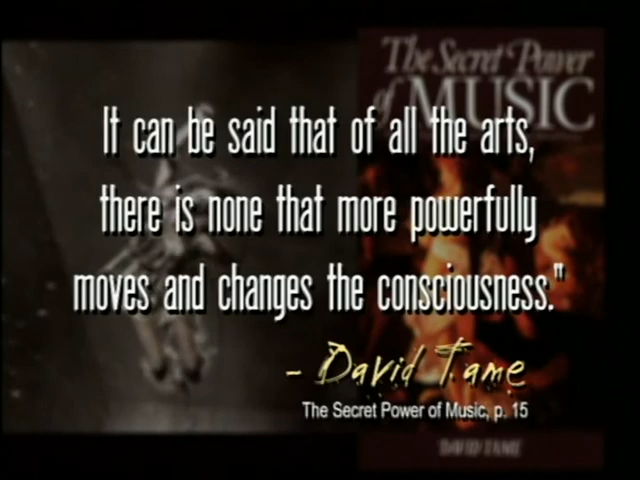 The Secret Power
of MUSIC
It can be said that of all the arts,
there is none that more powerfully
moves and changes the consciousness."
- David Tame
The Secret Power of Music, p. 15
DAVID TAME